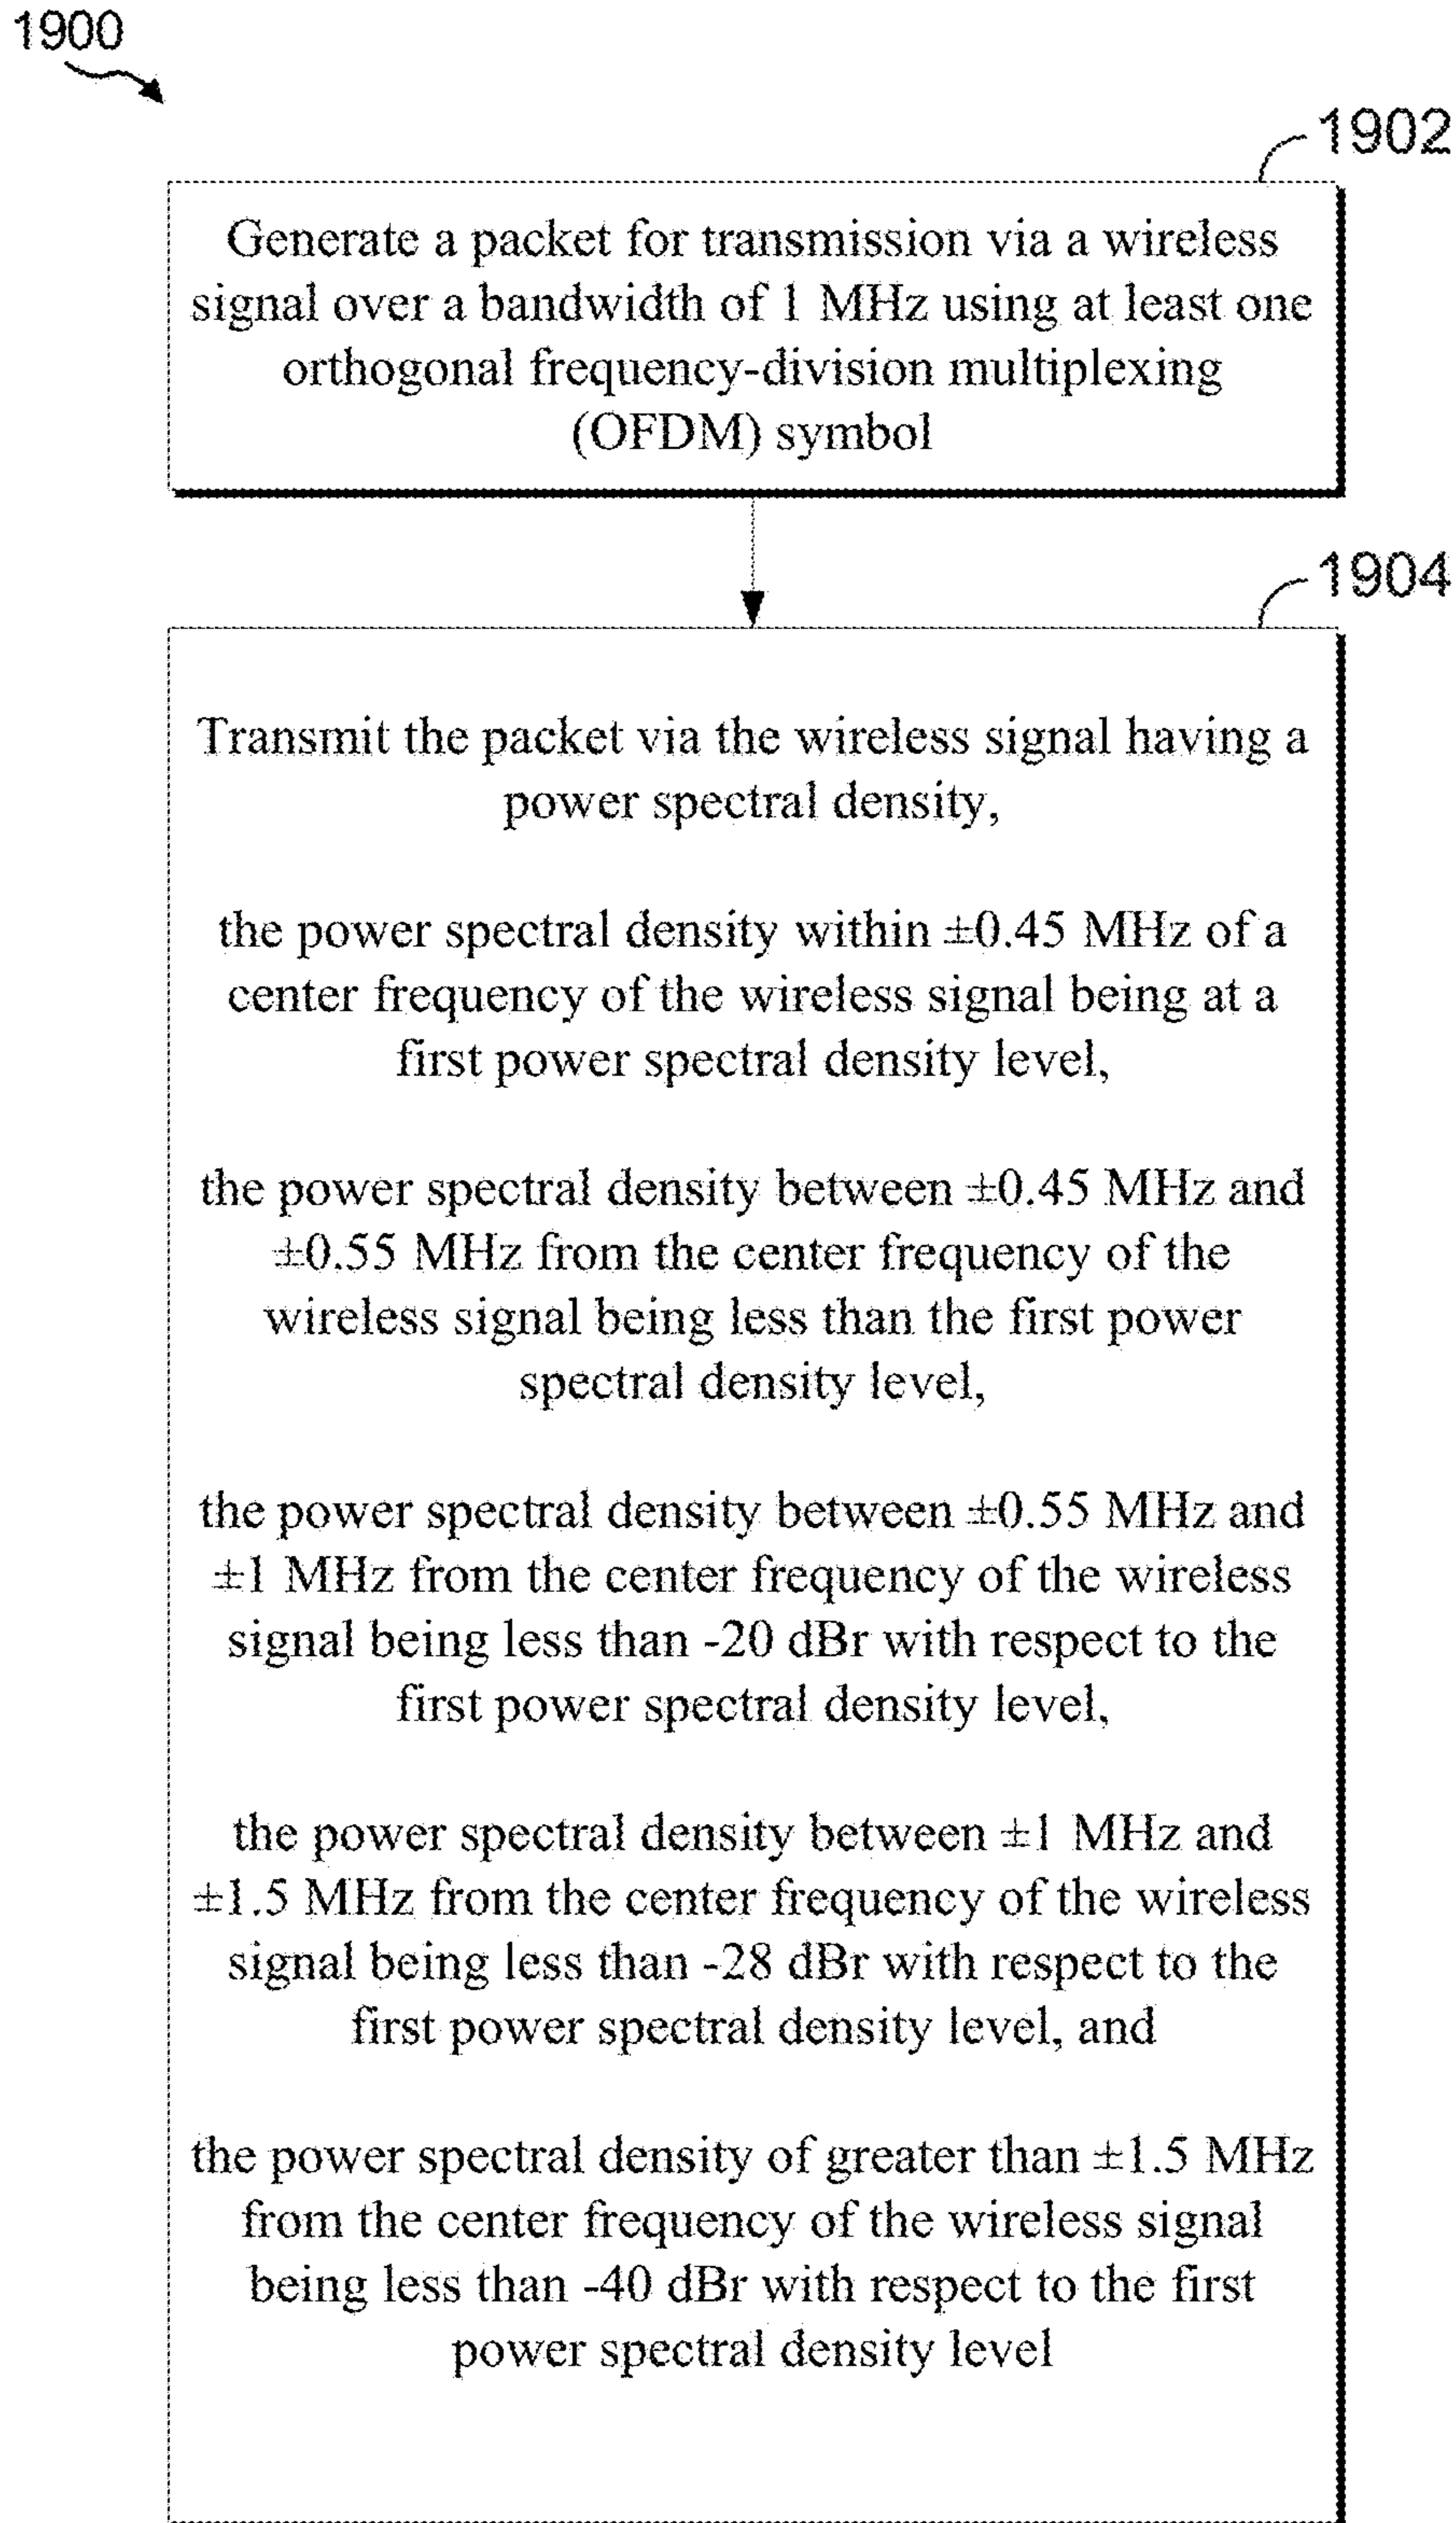 1900
1902
Generate a packet for transmission via a wireless
signal over a bandwidth of 1 MHz using at least one
orthogonal frequency-division multiplexing
(OFDM) symbol
1904
Transmit the packet via the wireless signal having a
power spectral density,
the power spectral density within ±0.45 MHz of a
center frequency of the wireless signal being at a
first power spectral density level,
the power spectral density between ±0.45 MHz and
±0.55 MHz from the center frequency of the
wireless signal being less than the first power
spectral density level,
the power spectral density between ±0.55 MHz and
±1 MHz from the center frequency of the wireless
signal being less than -20 dBr with respect to the
first power spectral density level,
the power spectral density between ±1 MHz and
±1.5 MHz from the center frequency of the wireless
signal being less than -28 dBr with respect to the
first power spectral density level, and
the power spectral density of greater than ±1.5 MHz
from the center frequency of the wireless signal
being less than -40 dBr with respect to the first
power spectral density level